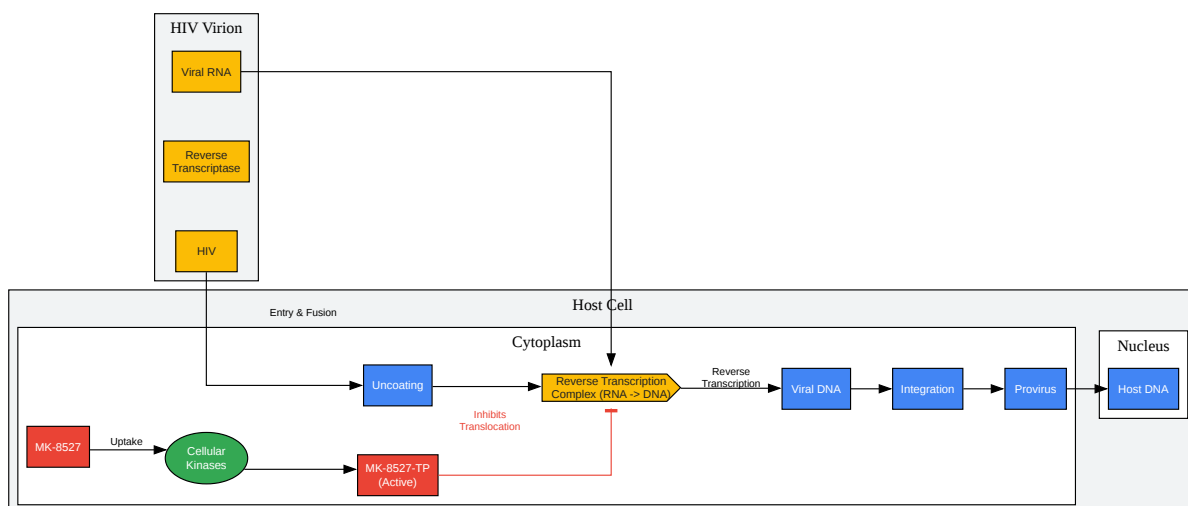 HIV Virion
Viral RNA
Reverse
Transcriptase
HIV
Host Cell
Entry & Fusion
Cytoplasm
Nucleus
Uncoating
Reverse Transcription
Complex (RNA -> DNA)
Reverse
Transcription
Viral DNA
Integration
Provirus
Host DNA
Inhibits
Translocation
MK-8527
Uptake
Cellular
Kinases
MK-8527-TP
(Active)